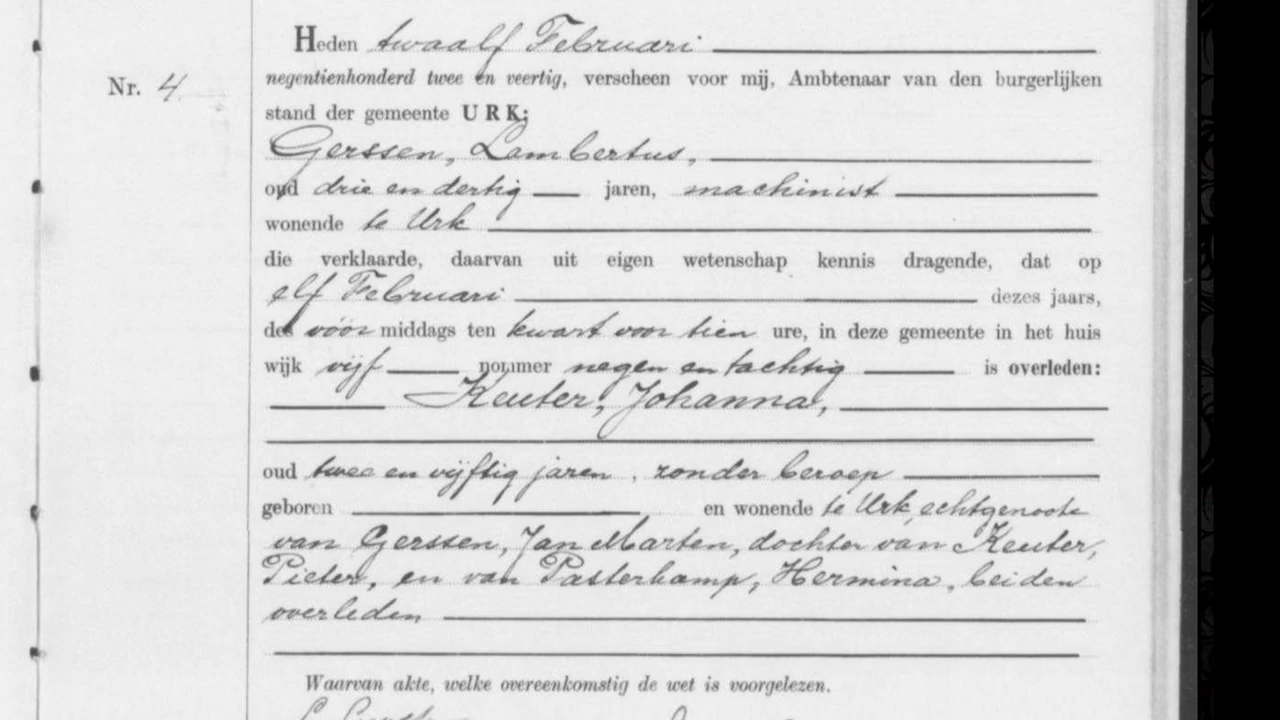 Heden twaalf Februari
Nr. 4
negentienhonderd twee en veertig, verscheen voor mij, Ambtenaar van den burgerlijken
stand der gemeente URK:
Gerssen, Lambertus,
oud drie en dertig jaren, machinist
wonende te Urk
die verklaarde, daarvan uit eigen wetenschap kennis dragende, dat op
elf Februari dezes jaars,
des vóór middags ten kwart voor tien ure, in deze gemeente in het huis
wijk vijf nommer negen en tachtig is overleden:
Keuter, Johanna,
oud twee en vijftig jaren, zonder beroep
geboren en wonende te Urk, echtgenoote
van Gerssen, Jan Marten, dochter van Keuter,
Pieter, en van Pasterkamp, Hermina, beiden
overleden
Waarvan akte, welke overeenkomstig de wet is voorgelezen.